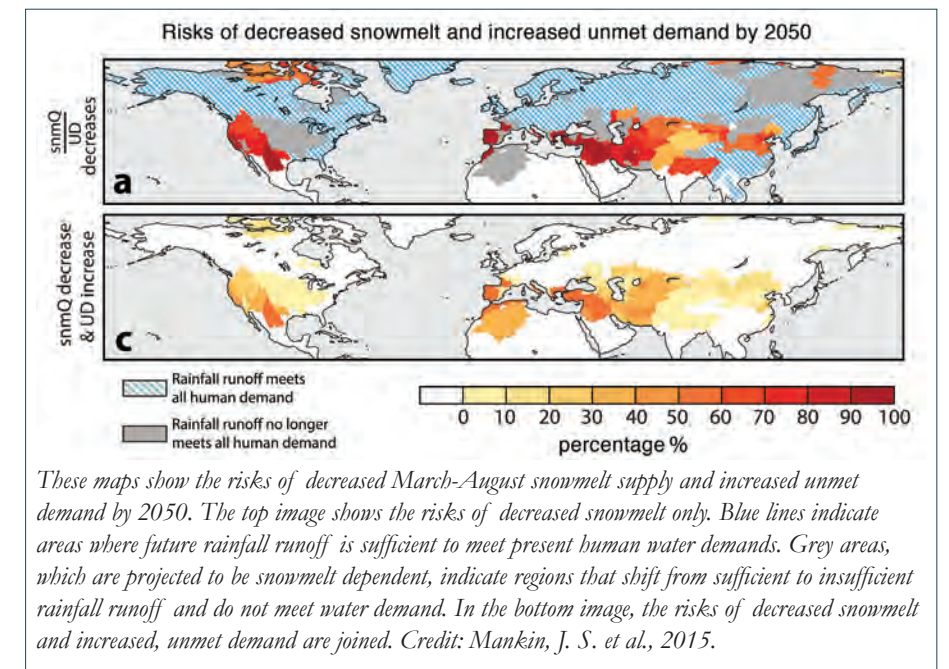 Risks of decreased snowmelt and increased unmet demand by 2050
snmQ
UD
decreases
a
snmQ decrease
& UD increase
c
Rainfall runoff meets
all human demand
Rainfall runoff no longer
meets all human demand
0 10 20 30 40 50 60 70 80 90 100
percentage %
These maps show the risks of decreased March-August snowmelt supply and increased unmet
demand by 2050. The top image shows the risks of decreased snowmelt only. Blue lines indicate
areas where future rainfall runoff is sufficient to meet present human water demands. Grey areas,
which are projected to be snowmelt dependent, indicate regions that shift from sufficient to insufficient
rainfall runoff and do not meet water demand. In the bottom image, the risks of decreased snowmelt
and increased, unmet demand are joined. Credit: Mankin, J. S. et al., 2015.